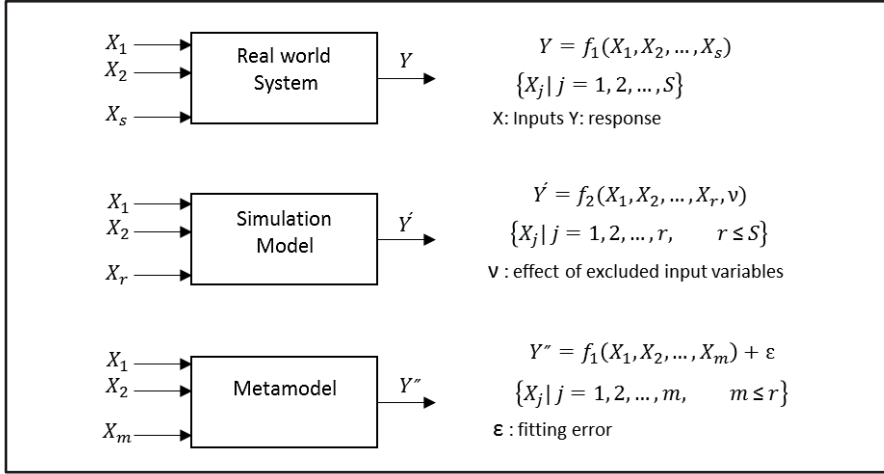 X₁
X₂
Xₛ
Real world
System
Y
Y = f₁(X₁, X₂, ..., Xₛ)
{Xⱼ| j = 1, 2, ..., S}
X: Inputs Y: response
X₁
X₂
Xᵣ
Simulation
Model
Y՛
Y՛ = f₂(X₁, X₂, ..., Xᵣ, ν)
{Xⱼ| j = 1, 2, ..., r, r ≤ S}
ν : effect of excluded input variables
X₁
X₂
Xₘ
Metamodel
Y″
Y″ = f₁(X₁, X₂, ..., Xₘ) + ε
{Xⱼ| j = 1, 2, ..., m, m ≤ r}
ε : fitting error